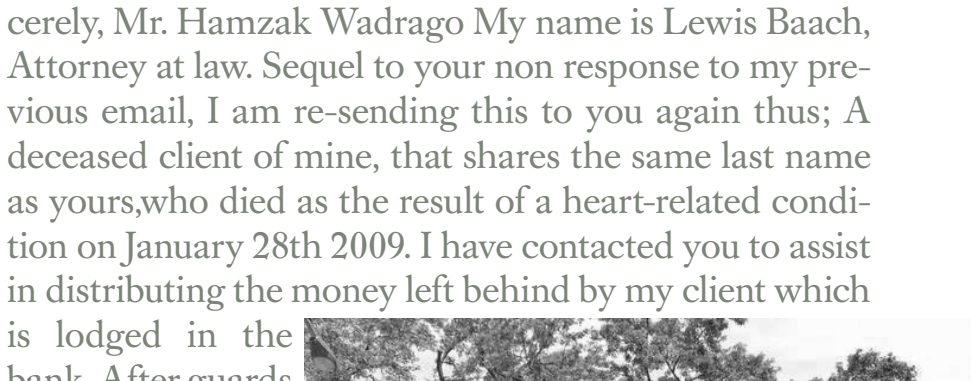 cerely, Mr. Hamzak Wadrago My name is Lewis Baach,
Attorney at law. Sequel to your non response to my pre-
vious email, I am re-sending this to you again thus; A
deceased client of mine, that shares the same last name
as yours,who died as the result of a heart-related condi-
tion on January 28th 2009. I have contacted you to assist
in distributing the money left behind by my client which
is lodged in the
bank. After guards